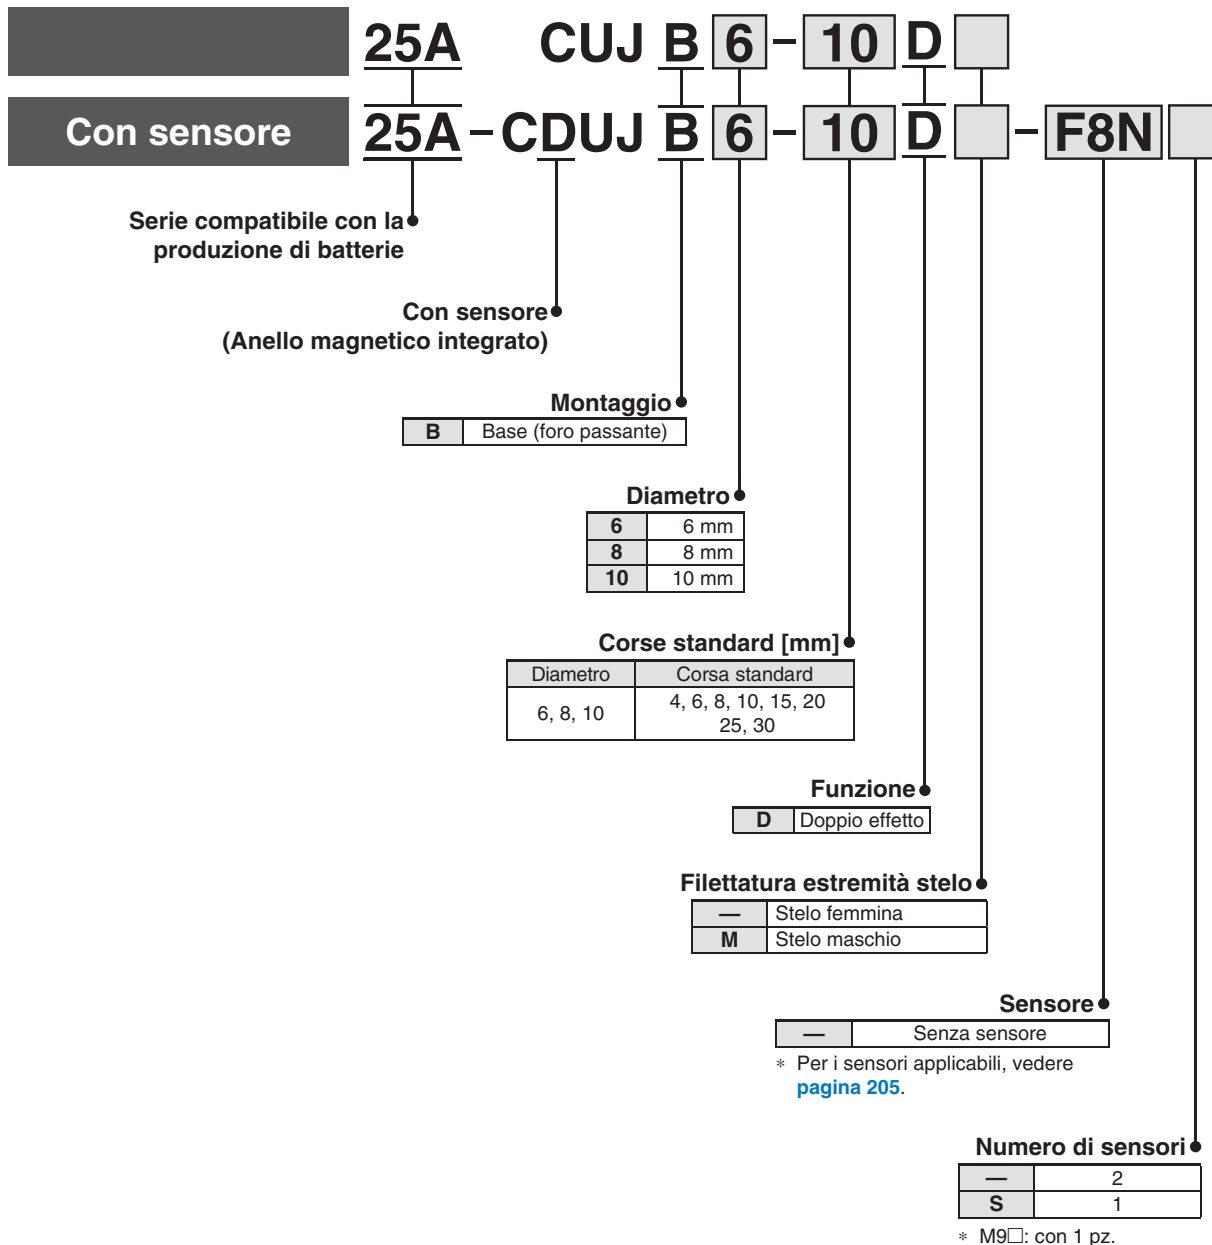 25A CUJ B 6 - 10 D
Con sensore 25A - CDUJ B 6 - 10 D - F8N
Serie compatibile con la
produzione di batterie
Con sensore
(Anello magnetico integrato)
Montaggio
B Base (foro passante)
Diametro
6 6 mm
8 8 mm
10 10 mm
Corse standard [mm]
Diametro Corsa standard
6, 8, 10 4, 6, 8, 10, 15, 20
25, 30
Funzione
D Doppio effetto
Filettatura estremità stelo
— Stelo femmina
M Stelo maschio
Sensore
— Senza sensore
* Per i sensori applicabili, vedere
pagina 205.
Numero di sensori
— 2
S 1
* M9□: con 1 pz.